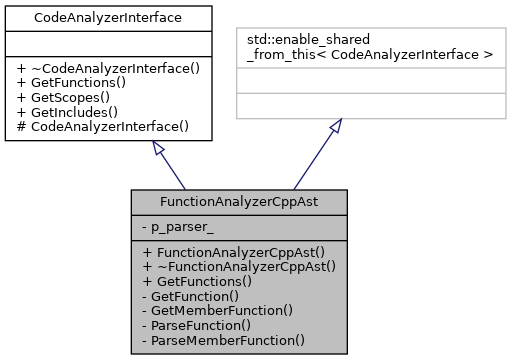 CodeAnalyzerInterface
+ ~CodeAnalyzerInterface()
+ GetFunctions()
+ GetScopes()
+ GetIncludes()
# CodeAnalyzerInterface()
std::enable_shared
_from_this< CodeAnalyzerInterface >
FunctionAnalyzerCppAst
- p_parser_
+ FunctionAnalyzerCppAst()
+ ~FunctionAnalyzerCppAst()
+ GetFunctions()
- GetFunction()
- GetMemberFunction()
- ParseFunction()
- ParseMemberFunction()